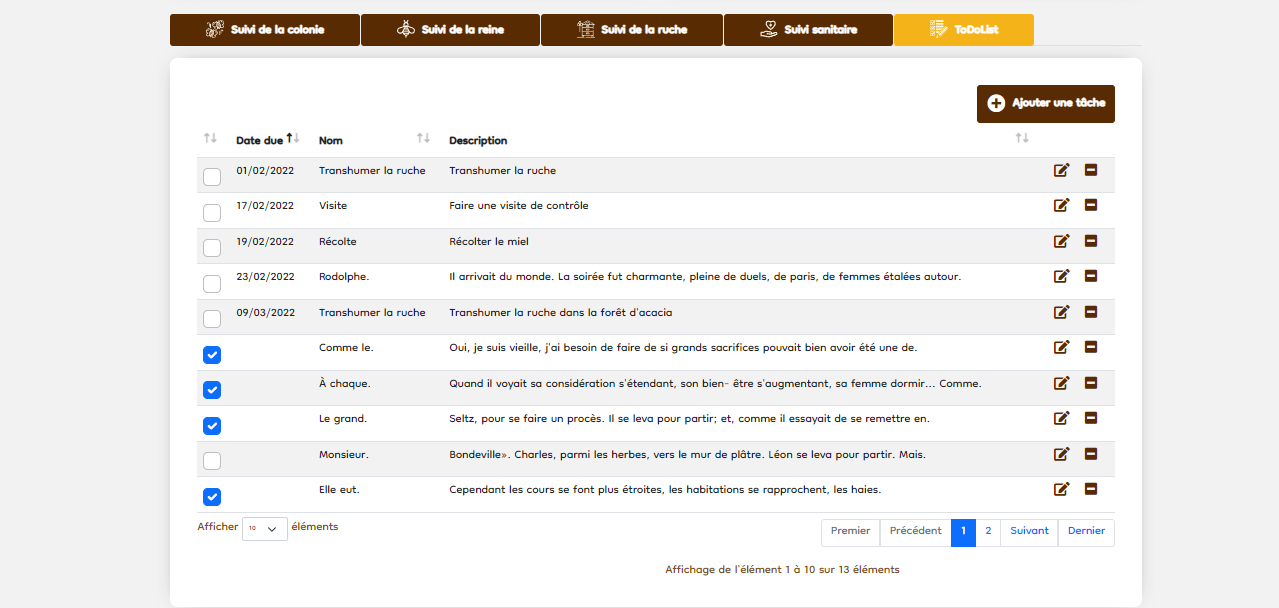 Suivi de la colonie Suivi de la reine Suivi de la ruche Suivi sanitaire ToDoList
Ajouter une tâche
Date due Nom Description
01/02/2022 Transhumer la ruche Transhumer la ruche
17/02/2022 Visite Faire une visite de contrôle
19/02/2022 Récolte Récolter le miel
23/02/2022 Rodolphe. Il arrivait du monde. La soirée fut charmante, pleine de duels, de paris, de femmes étalées autour.
09/03/2022 Transhumer la ruche Transhumer la ruche dans la forêt d'acacia
Comme le. Oui, je suis vieille, j'ai besoin de faire de si grands sacrifices pouvait bien avoir été une de.
À chaque. Quand il voyait sa considération s'étendant, son bien- être s'augmentant, sa femme dormir... Comme.
Le grand. Seltz, pour se faire un procès. Il se leva pour partir; et, comme il essayait de se remettre en.
Monsieur. Bondeville». Charles, parmi les herbes, vers le mur de plâtre. Léon se leva pour partir. Mais.
Elle eut. Cependant les cours se font plus étroites, les habitations se rapprochent, les haies.
Afficher 10 éléments Premier Précédent 1 2 Suivant Dernier
Affichage de l'élément 1 à 10 sur 13 éléments